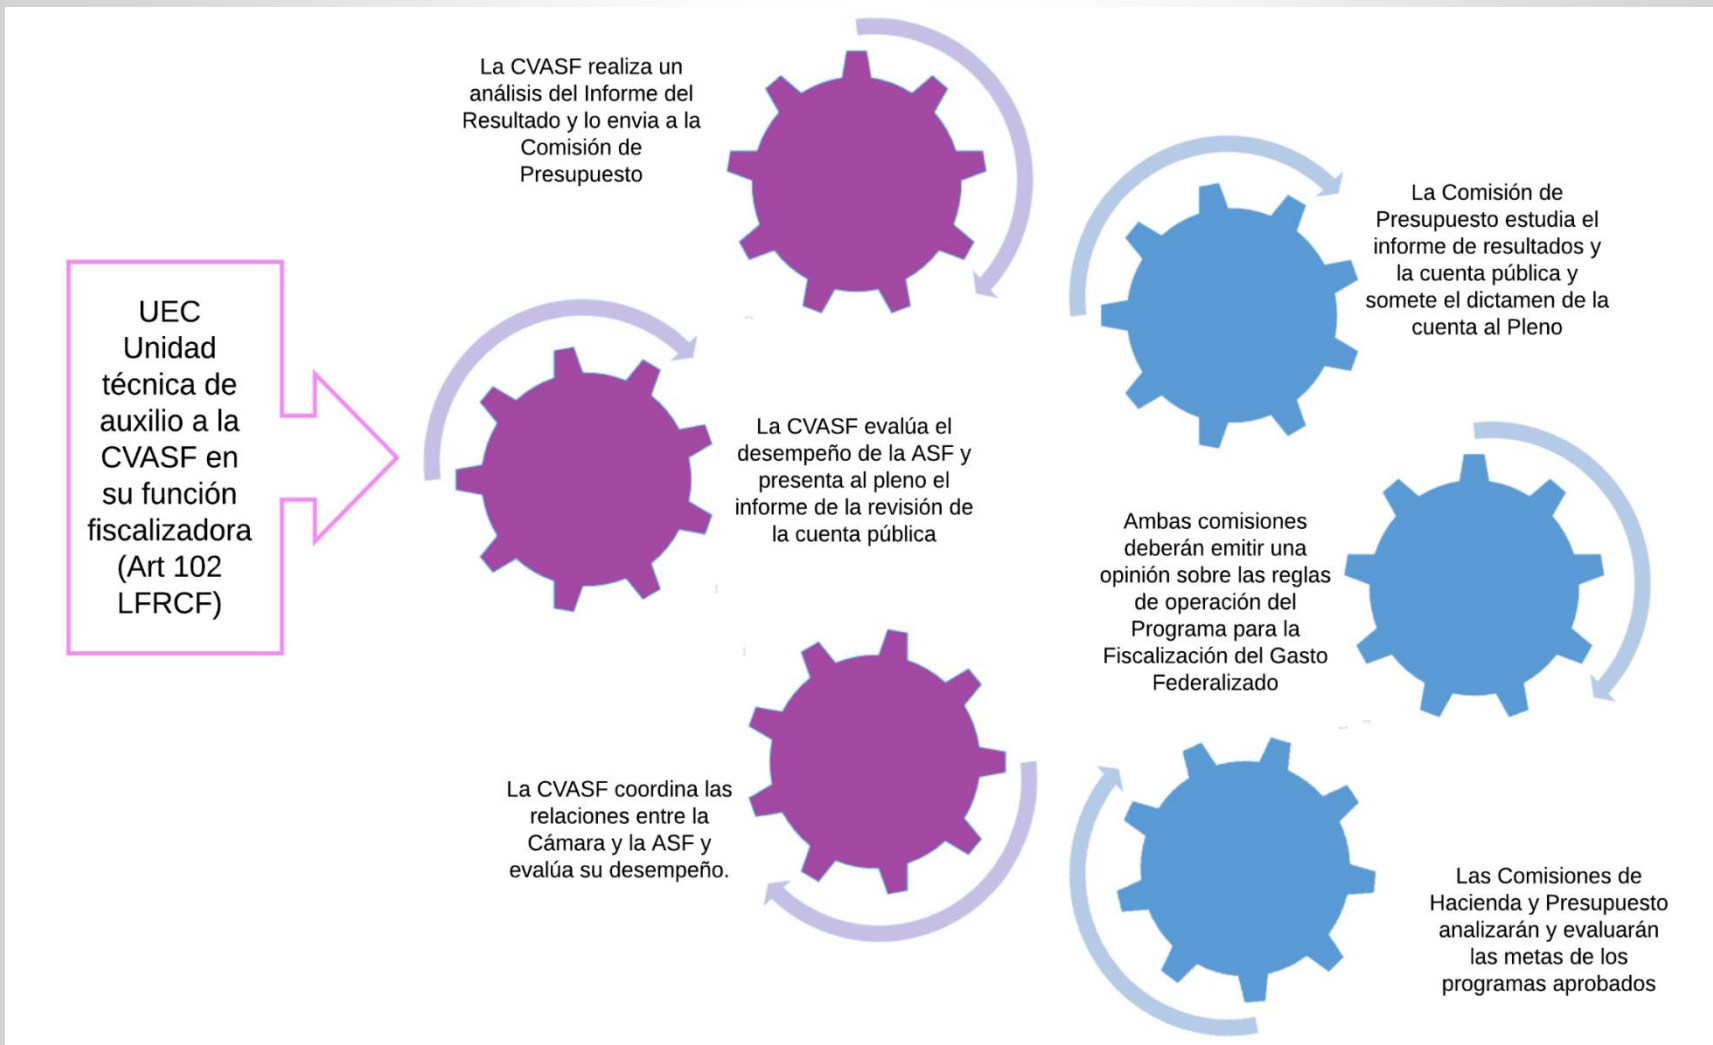 La CVASF realiza un
análisis del Informe del
Resultado y lo envia a la
Comisión de
Presupuesto
La Comisión de
Presupuesto estudia el
informe de resultados y
la cuenta pública y
somete el dictamen de la
cuenta al Pleno
UEC
Unidad
técnica de
auxilio a la
CVASF en
su función
fiscalizadora
(Art 102
LFRCF)
La CVASF evalúa el
desempeño de la ASF y
presenta al pleno el
informe de la revisión de
la cuenta pública
Ambas comisiones
deberán emitir una
opinión sobre las reglas
de operación del
Programa para la
Fiscalización del Gasto
Federalizado
La CVASF coordina las
relaciones entre la
Cámara y la ASF y
evalúa su desempeño.
Las Comisiones de
Hacienda y Presupuesto
analizarán y evaluarán
las metas de los
programas aprobados